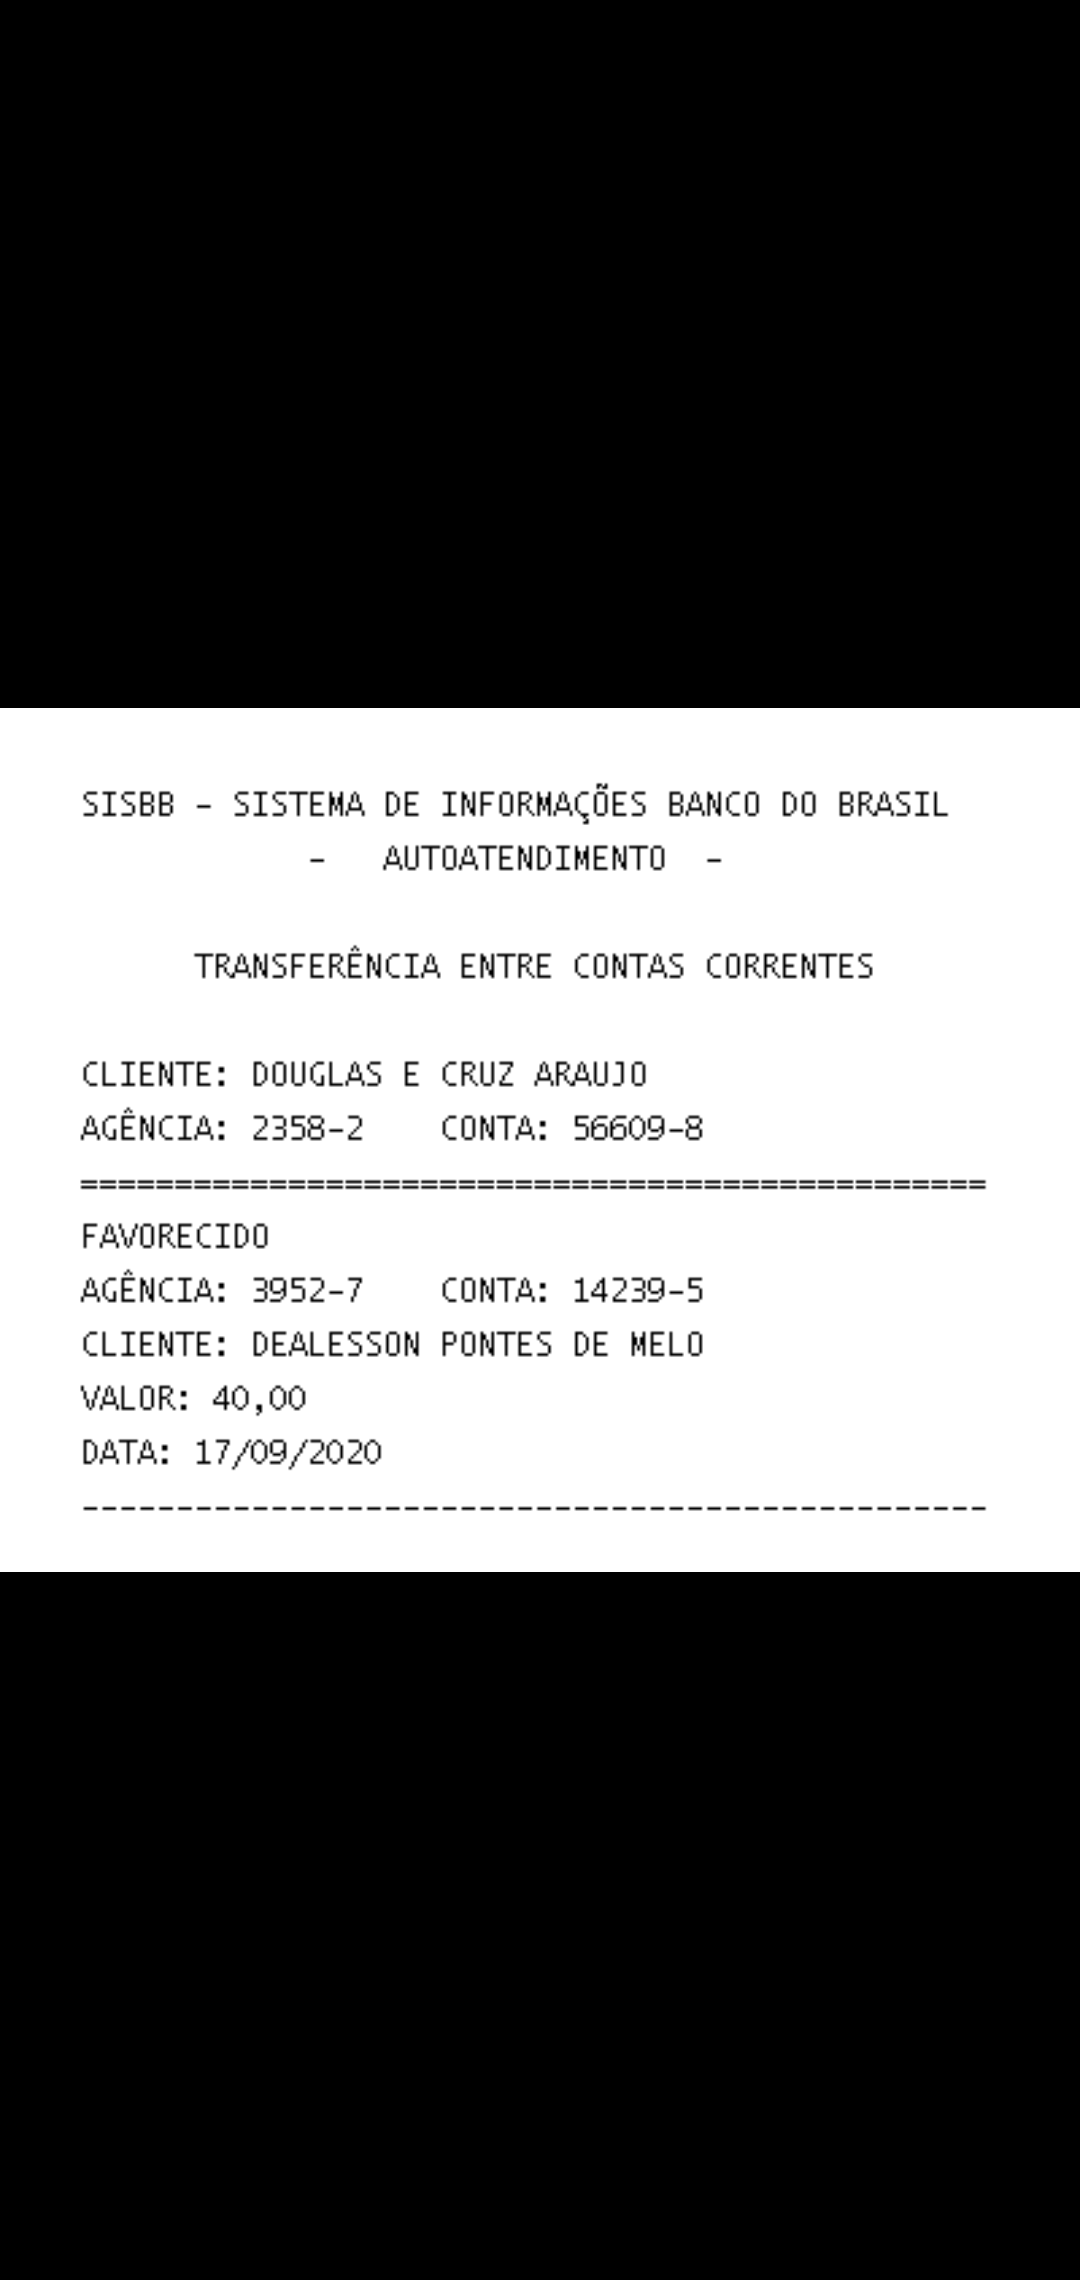 SISBB - SISTEMA DE INFORMAÇÕES BANCO DO BRASIL
- AUTOATENDIMENTO -
TRANSFERÊNCIA ENTRE CONTAS CORRENTES
CLIENTE: DOUGLAS E CRUZ ARAUJO
AGÊNCIA: 2358-2 CONTA: 56609-8
================================================
FAVORECIDO
AGÊNCIA: 3952-7 CONTA: 14239-5
CLIENTE: DEALESSON PONTES DE MELO
VALOR: 40,00
DATA: 17/09/2020
------------------------------------------------